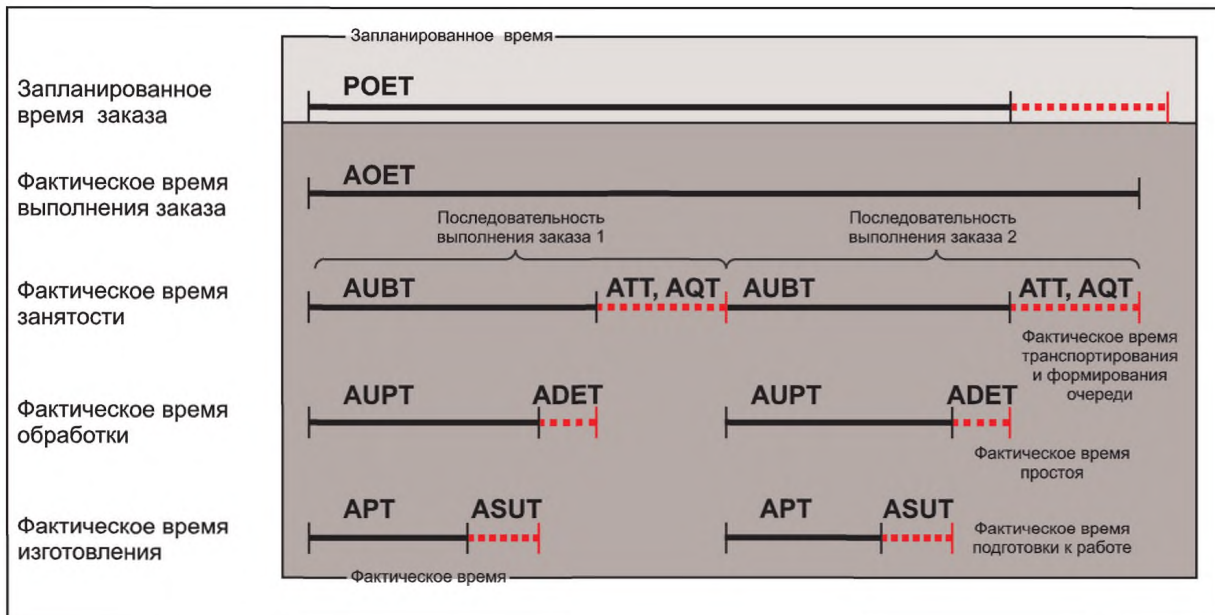 Запланированное время
Запланированное
время заказа
POET
Фактическое время
выполнения заказа
AOET
Последовательность
выполнения заказа 1
Последовательность
выполнения заказа 2
Фактическое время
занятости
AUBT
ATT, AQT
AUBT
ATT, AQT
Фактическое время
транспортирования
и формирования
очереди
Фактическое время
обработки
AUPT
ADET
AUPT
ADET
Фактическое время
простоя
Фактическое время
изготовления
APT
ASUT
APT
ASUT
Фактическое время
подготовки к работе
Фактическое время